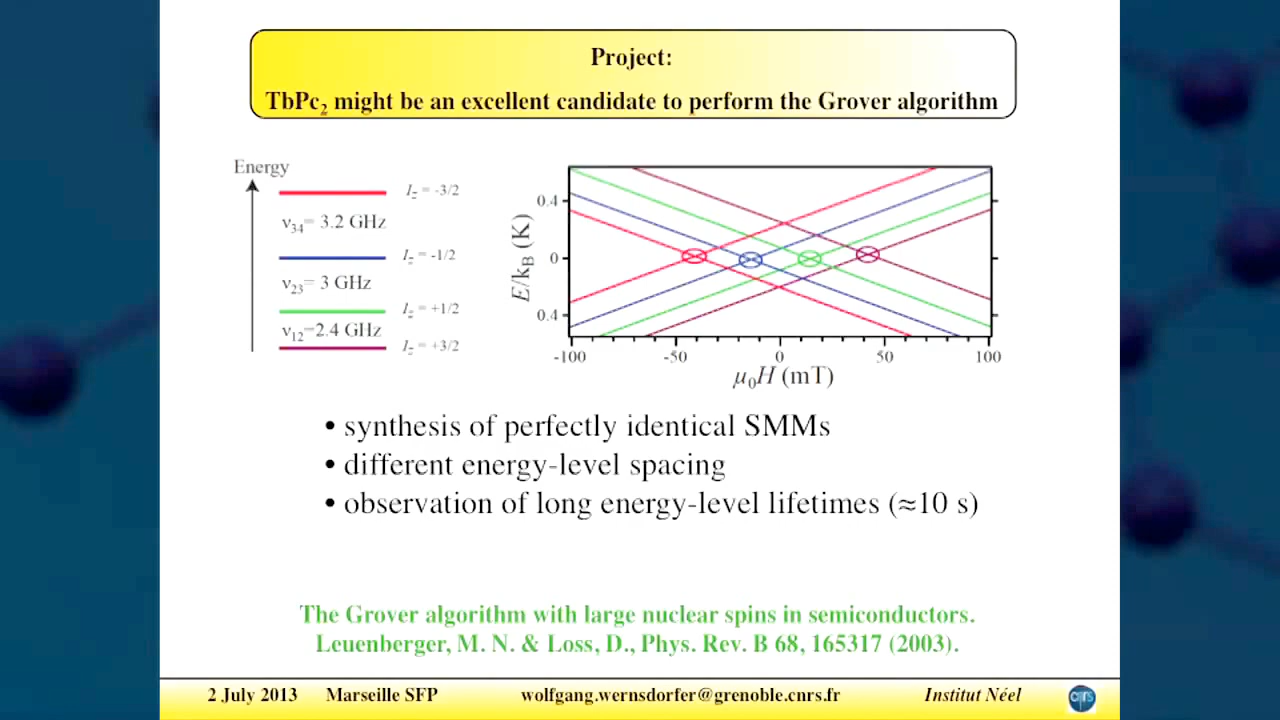 Project:
TbPc2 might be an excellent candidate to perform the Grover algorithm
Energy
Iz = -3/2
ν34= 3.2 GHz
Iz = -1/2
ν23= 3 GHz
Iz = +1/2
ν12=2.4 GHz
Iz = +3/2
E/kB (K)
0.4
0
0.4
-100
-50
0
50
100
μ0H (mT)
• synthesis of perfectly identical SMMs
• different energy-level spacing
• observation of long energy-level lifetimes (≈10 s)
The Grover algorithm with large nuclear spins in semiconductors.
Leuenberger, M. N. & Loss, D., Phys. Rev. B 68, 165317 (2003).
2 July 2013 Marseille SFP wolfgang.wernsdorfer@grenoble.cnrs.fr Institut Néel
cnrs